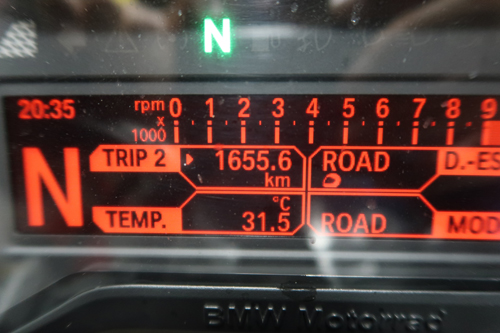 N
20:35 rpm 0 1 2 3 4 5 6 7 8 9
x
1000
N TRIP 2 1655.6 ROAD D.-ES
km
°C
TEMP. 31.5 ROAD MOD
BMW Motorrad